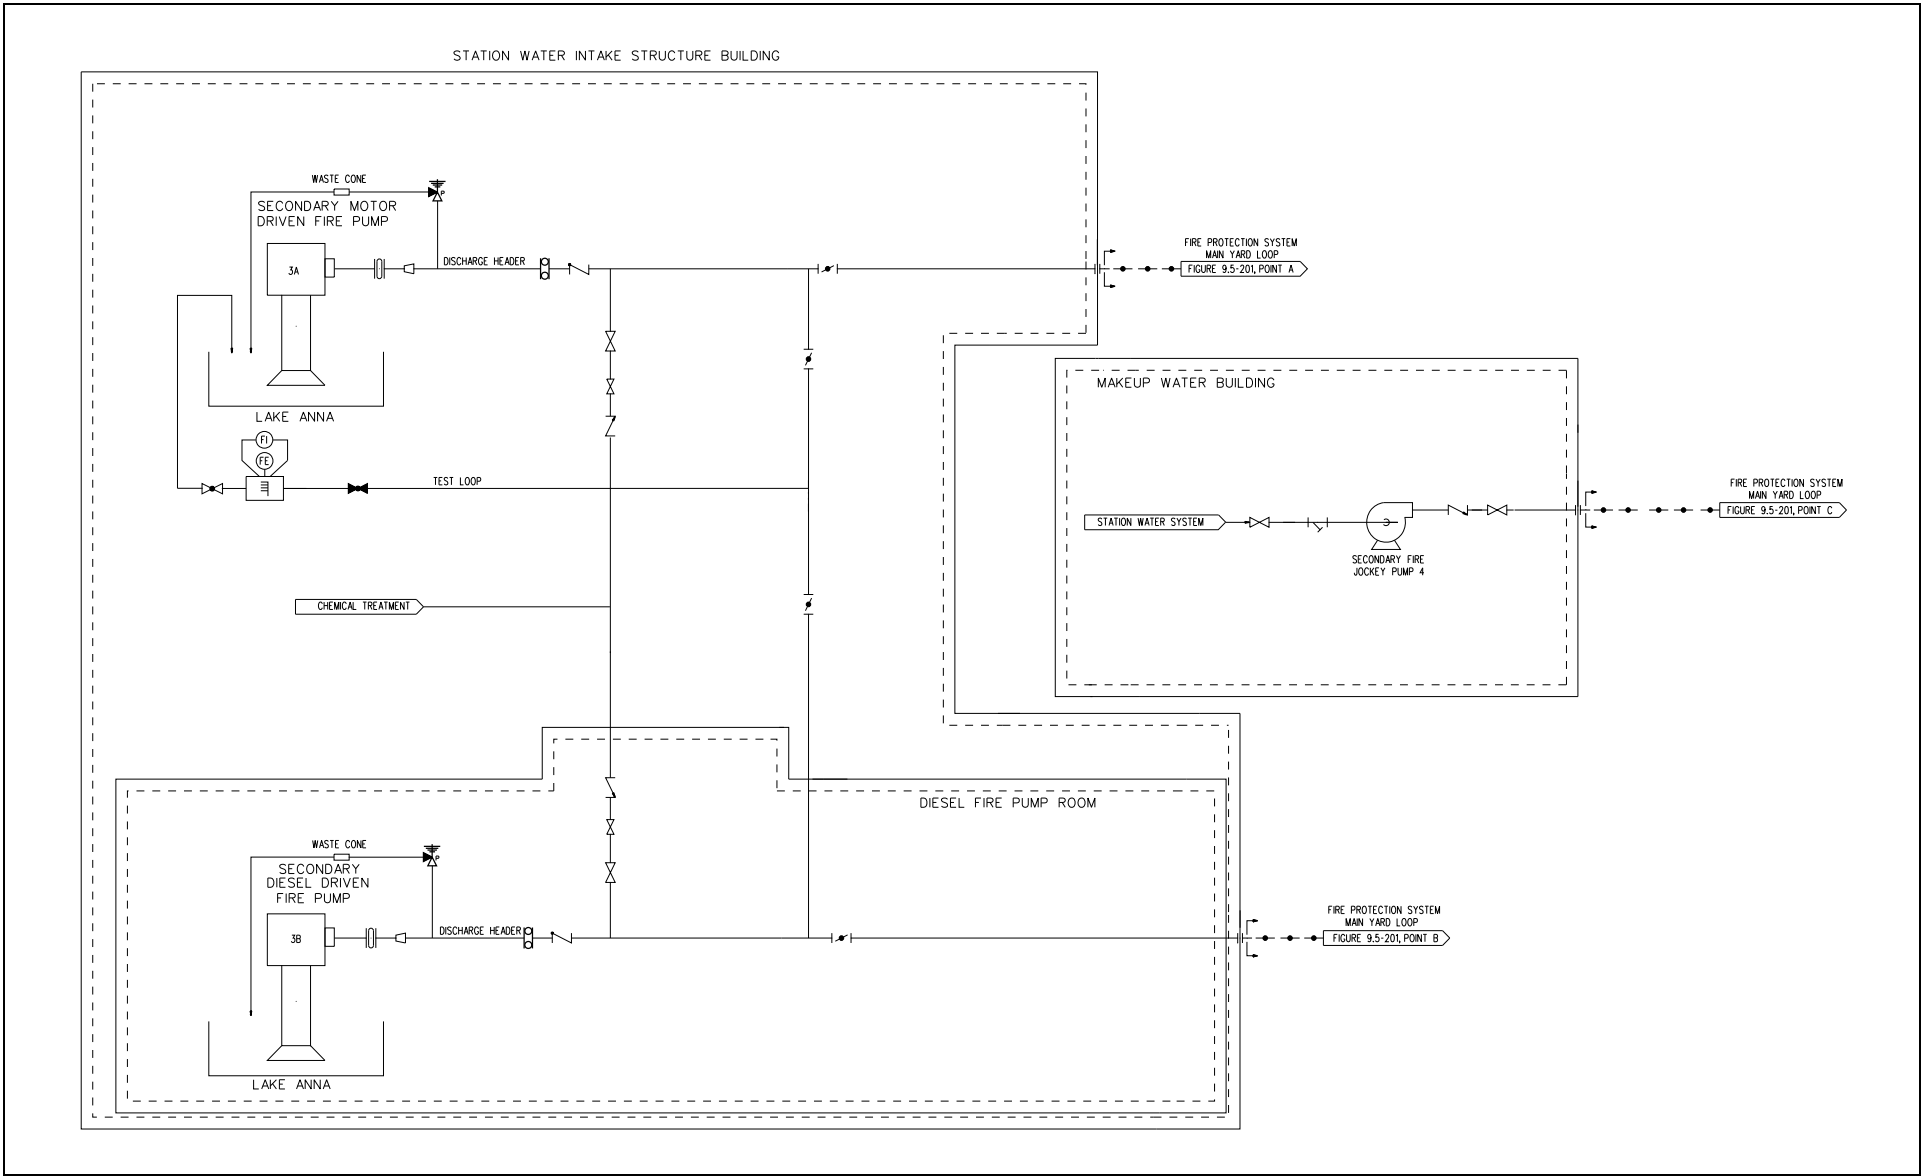 STATION WATER INTAKE STRUCTURE BUILDING
WASTE CONE
P
SECONDARY MOTOR
DRIVEN FIRE PUMP
3A
DISCHARGE HEADER
FIRE PROTECTION SYSTEM
MAIN YARD LOOP
FIGURE 9.5-201, POINT A
LAKE ANNA
MAKEUP WATER BUILDING
FI
FE
TEST LOOP
STATION WATER SYSTEM
SECONDARY FIRE
JOCKEY PUMP 4
FIRE PROTECTION SYSTEM
MAIN YARD LOOP
FIGURE 9.5-201, POINT C
CHEMICAL TREATMENT
DIESEL FIRE PUMP ROOM
WASTE CONE
P
SECONDARY
DIESEL DRIVEN
FIRE PUMP
3B
DISCHARGE HEADER
FIRE PROTECTION SYSTEM
MAIN YARD LOOP
FIGURE 9.5-201, POINT B
LAKE ANNA